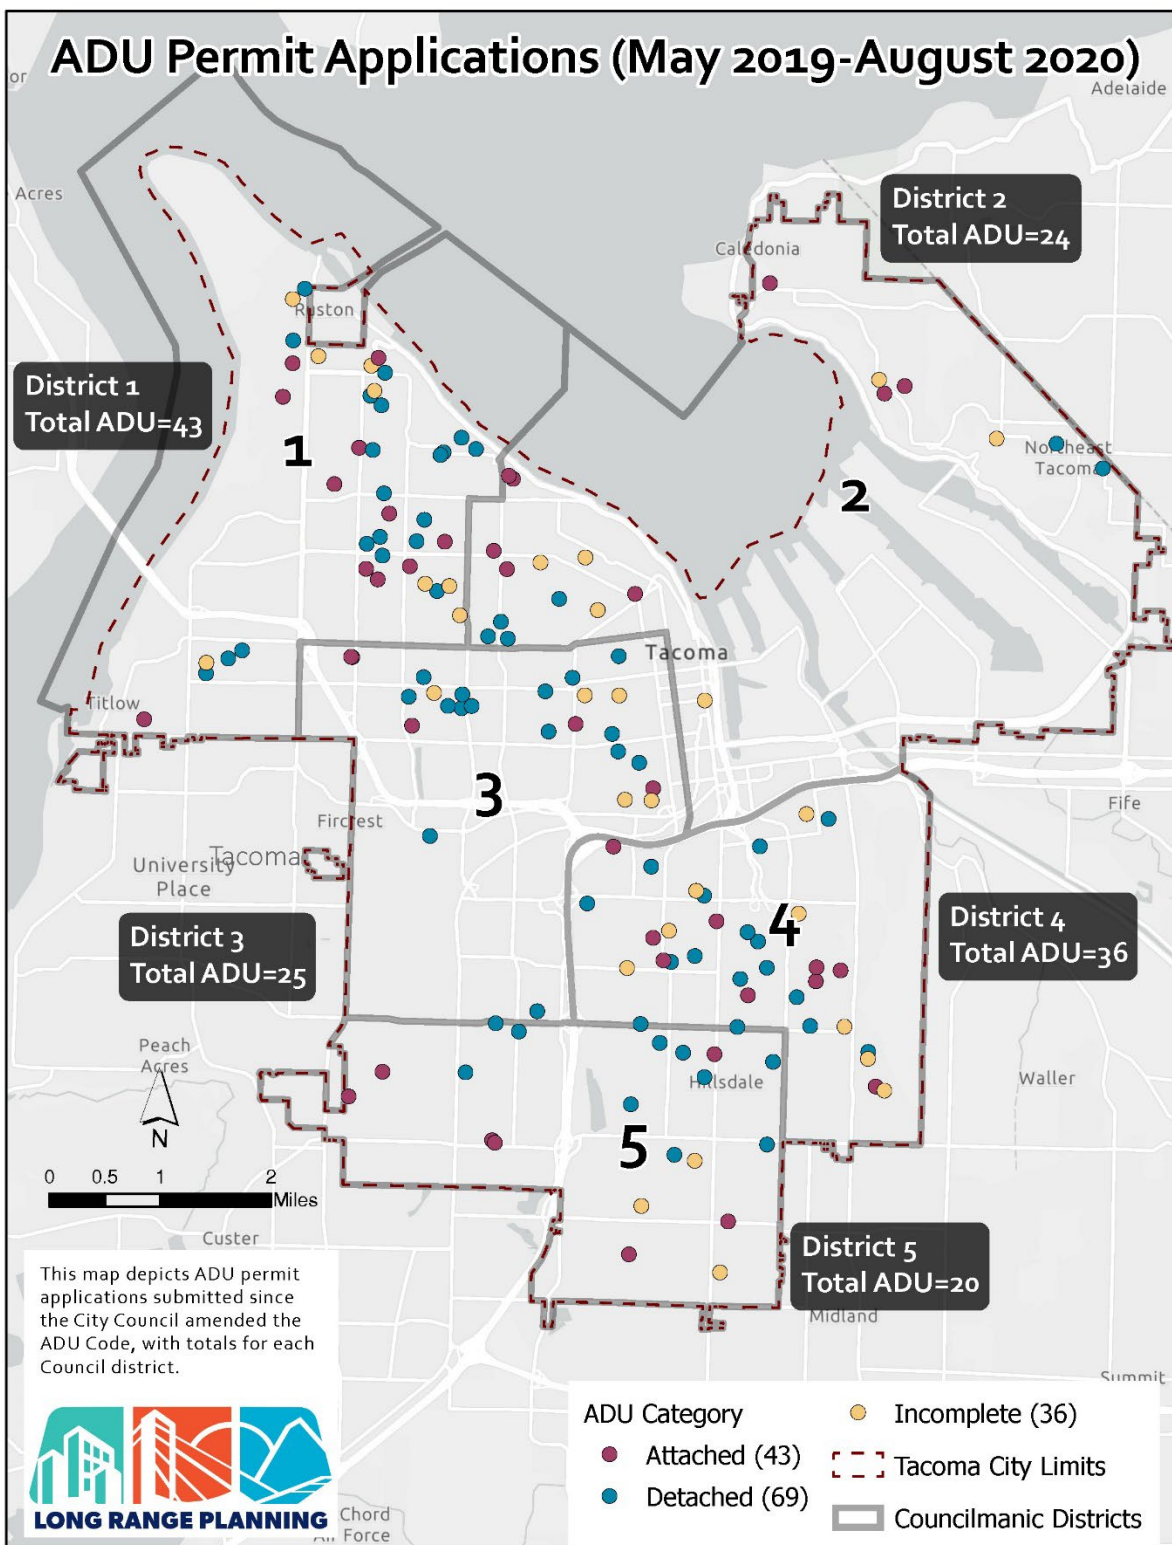 ADU Permit Applications (May 2019-August 2020)
or
Adelaide
Acres
District 2
Total ADU=24
Caledonia
Ruston
District 1
Total ADU=43
1
2
Northeast
Tacoma
Tacoma
Titlow
3
Fife
Fircrest
Tacoma
University
Place
4
District 4
Total ADU=36
District 3
Total ADU=25
Peach
Acres
Hillsdale
Waller
N
5
0 0.5 1 2
Miles
Custer
District 5
Total ADU=20
Midland
This map depicts ADU permit
applications submitted since
the City Council amended the
ADU Code, with totals for each
Council district.
Summit
ADU Category
Attached (43)
Detached (69)
Incomplete (36)
Tacoma City Limits
Councilmanic Districts
LONG RANGE PLANNING
Chord
Air Force